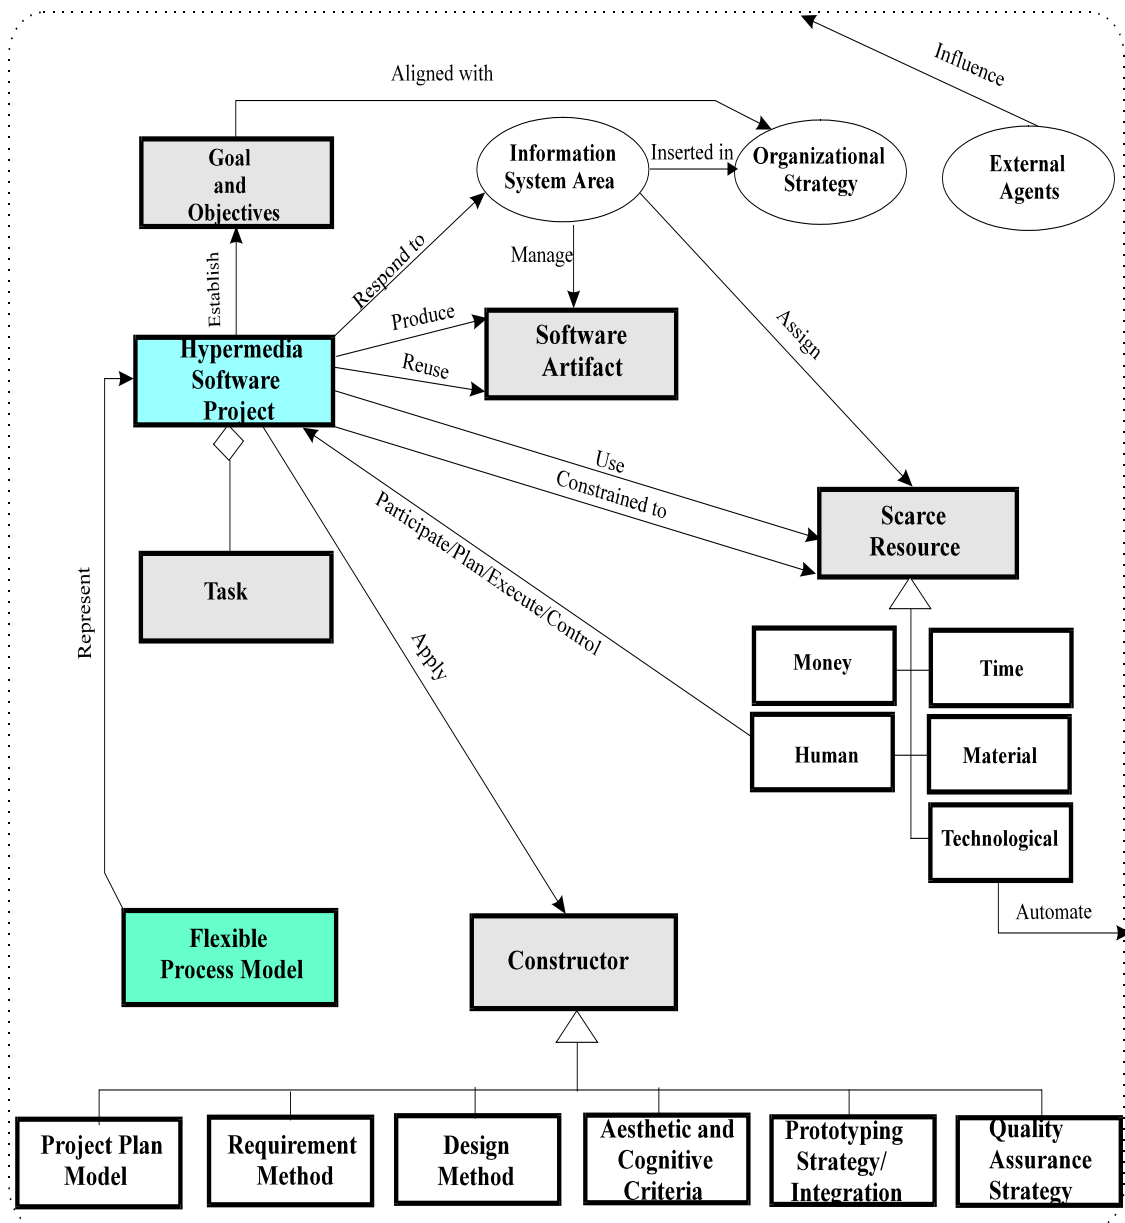 Influence
Aligned with
Goal
and
Objectives
Information
System Area
Inserted in
Organizational
Strategy
External
Agents
Establish
Respond to
Manage
Produce
Reuse
Software
Artifact
Assign
Hypermedia
Software
Project
Use
Constrained to
Participate/Plan/Execute/Control
Scarce
Resource
Task
Represent
Apply
Money
Time
Human
Material
Technological
Automate
Flexible
Process Model
Constructor
Project Plan
Model
Requirement
Method
Design
Method
Aesthetic and
Cognitive
Criteria
Prototyping
Strategy/
Integration
Quality
Assurance
Strategy